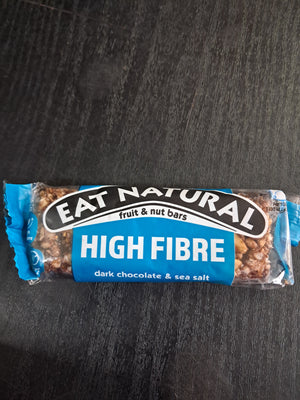 EAT NATURAL
fruit & nut bars
HIGH FIBRE
dark chocolate & sea salt